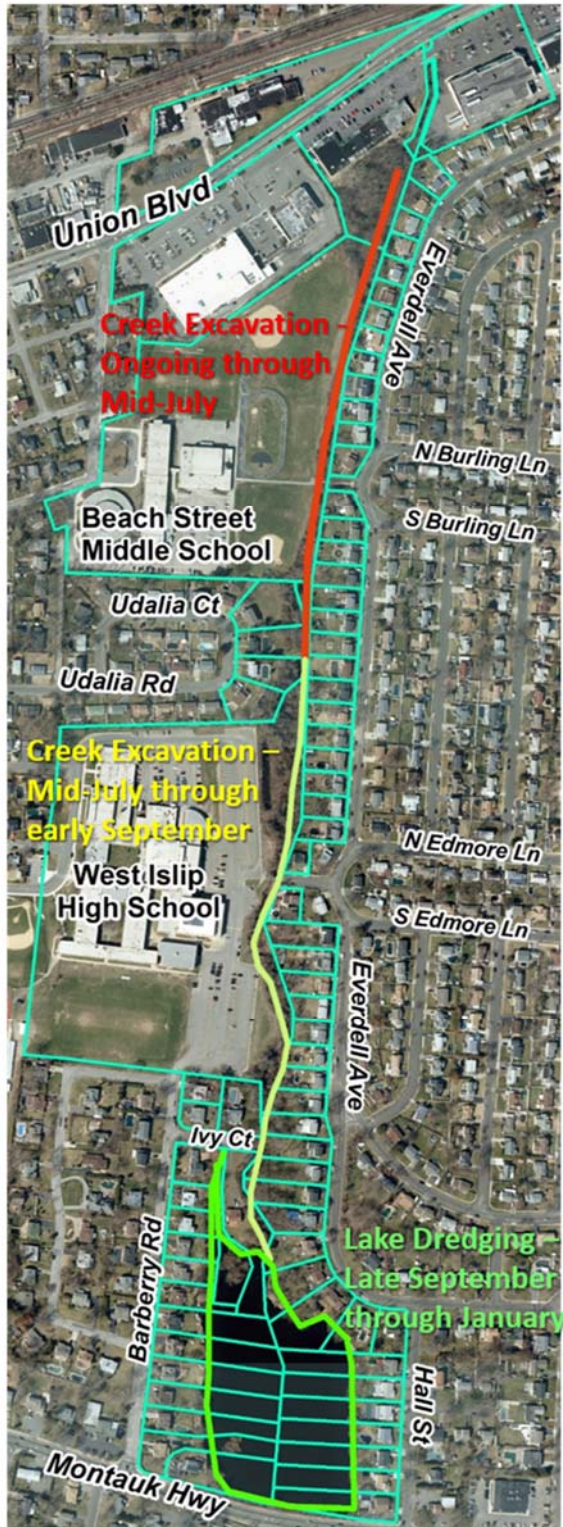 Union Blvd
Everdell Ave
Creek Excavation –
Ongoing through
Mid-July
N Burling Ln
S Burling Ln
Beach Street
Middle School
Udalia Ct
Udalia Rd
Creek Excavation –
Mid-July through
early September
N Edmore Ln
West Islip
High School
S Edmore Ln
Everdell Ave
Ivy Ct
Lake Dredging –
Late September
through January
Barberry Rd
Hall St
Montauk Hwy